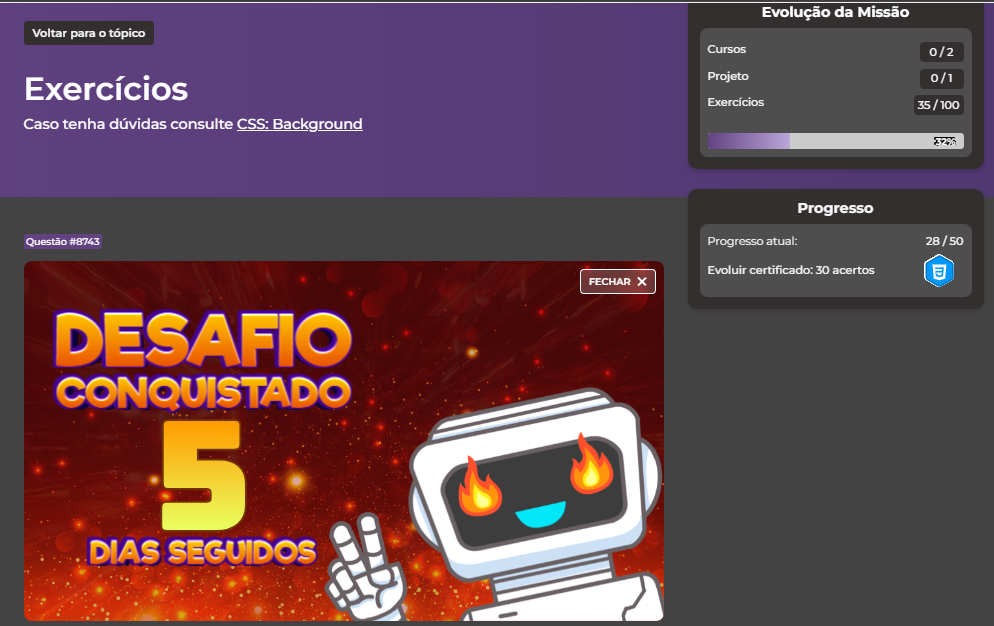 Voltar para o tópico
Exercícios
Caso tenha dúvidas consulte CSS: Background
Evolução da Missão
Cursos 0 / 2
Projeto 0 / 1
Exercícios 35 / 100
32%
Progresso
Progresso atual: 28 / 50
Evoluir certificado: 30 acertos
Questão #8743
FECHAR ✕
DESAFIO
CONQUISTADO
5
DIAS SEGUIDOS